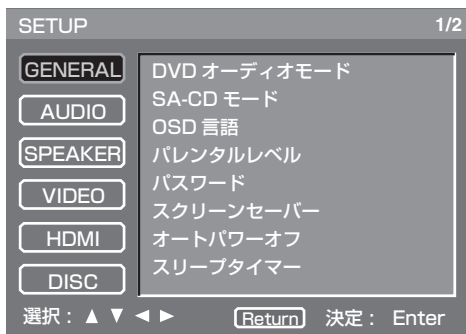 SETUP 1/2
GENERAL
AUDIO
SPEAKER
VIDEO
HDMI
DISC
DVD オーディオモード
SA-CD モード
OSD 言語
パレンタルレベル
パスワード
スクリーンセーバー
オートパワーオフ
スリープタイマー
選択：▲ ▼ ◀ ▶ Return 決定： Enter